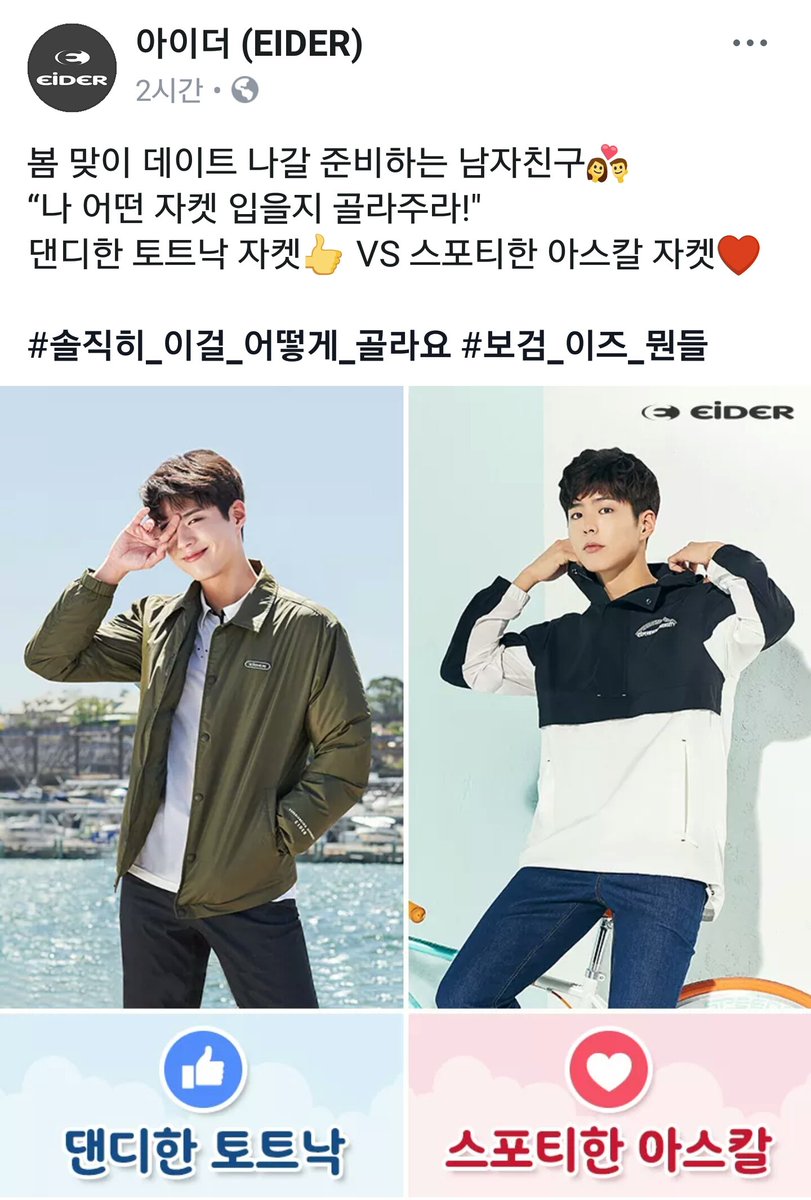 EIDER
아이더 (EIDER)
2시간 •
봄 맞이 데이트 나갈 준비하는 남자친구💑
“나 어떤 자켓 입을지 골라주라!"
댄디한 토트낙 자켓👍 VS 스포티한 아스칼 자켓❤️
#솔직히_이걸_어떻게_골라요 #보검_이즈_뭔들
EIDER
EIDER
댄디한 토트낙
스포티한 아스칼